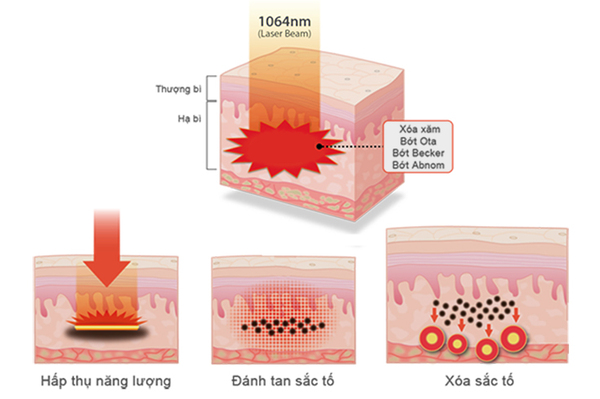 1064nm
(Laser Beam)
Thượng bì
Hạ bì
Xóa xăm
Bớt Ota
Bớt Becker
Bớt Abnom
Hấp thụ năng lượng
Đánh tan sắc tố
Xóa sắc tố